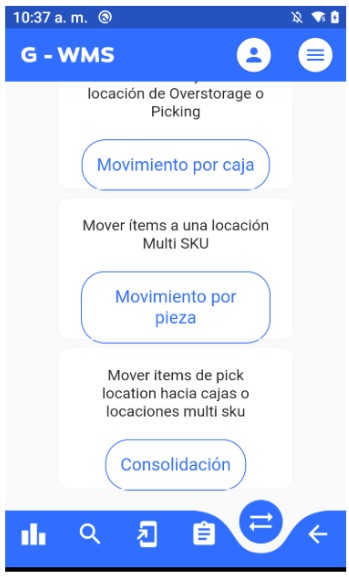 10:37 a. m.
G - WMS
locación de Overstorage o
Picking
Movimiento por caja
Mover ítems a una locación
Multi SKU
Movimiento por
pieza
Mover items de pick
location hacia cajas o
locaciones multi sku
Consolidación